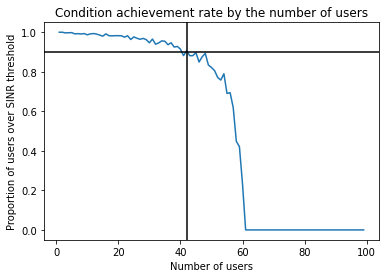 Condition achievement rate by the number of users
Proportion of users over SINR threshold
1.0
0.8
0.6
0.4
0.2
0.0
0 20 40 60 80 100
Number of users